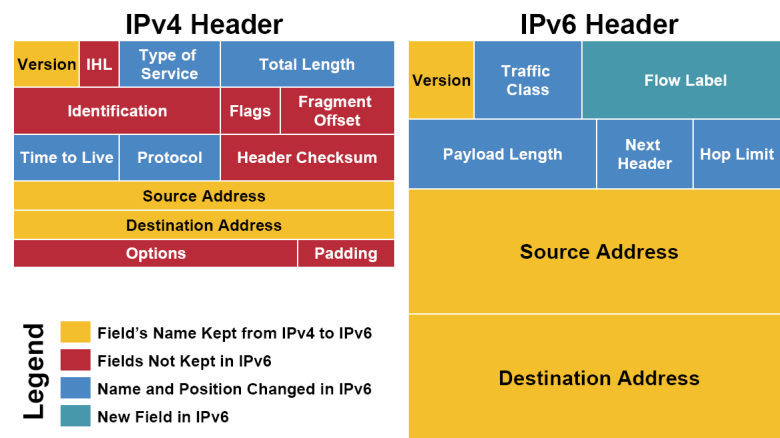 IPv4 Header
Version IHL Type of Service Total Length
Identification Flags Fragment Offset
Time to Live Protocol Header Checksum
Source Address
Destination Address
Options Padding
IPv6 Header
Version Traffic Class Flow Label
Payload Length Next Header Hop Limit
Source Address
Destination Address
Legend
Field's Name Kept from IPv4 to IPv6
Fields Not Kept in IPv6
Name and Position Changed in IPv6
New Field in IPv6